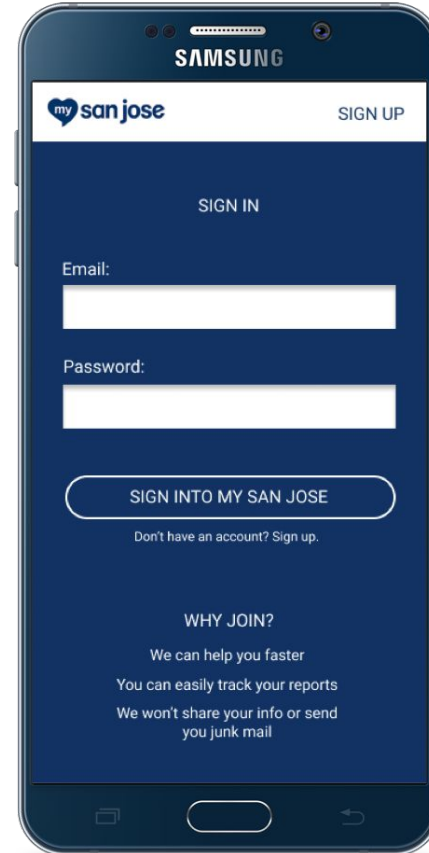 SAMSUNG
my san jose
SIGN UP
SIGN IN
Email:
Password:
SIGN INTO MY SAN JOSE
Don't have an account? Sign up.
WHY JOIN?
We can help you faster
You can easily track your reports
We won't share your info or send
you junk mail